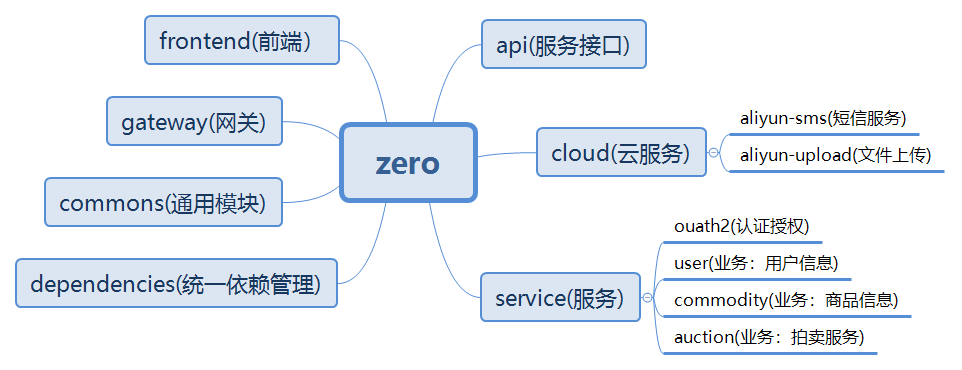 frontend(前端）
gateway(网关)
commons(通用模块)
dependencies(统一依赖管理)
zero
api(服务接口)
cloud(云服务)
aliyun-sms(短信服务)
aliyun-upload(文件上传)
service(服务)
ouath2(认证授权)
user(业务：用户信息)
commodity(业务：商品信息)
auction(业务：拍卖服务)